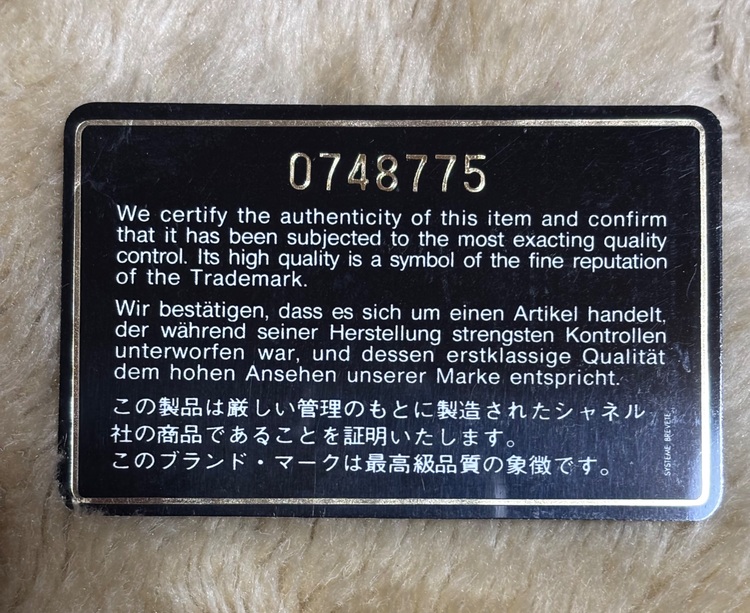 0748775
We certify the authenticity of this item and confirm
that it has been subjected to the most exacting quality
control. Its high quality is a symbol of the fine reputation
of the Trademark.
Wir bestätigen, dass es sich um einen Artikel handelt,
der während seiner Herstellung strengsten Kontrollen
unterworfen war, und dessen erstklassige Qualität
dem hohen Ansehen unserer Marke entspricht.
この製品は厳しい管理のもとに製造されたシャネル
社の商品であることを証明いたします。
このブランド・マークは最高級品質の象徴です。
SYSTEME BREVETE